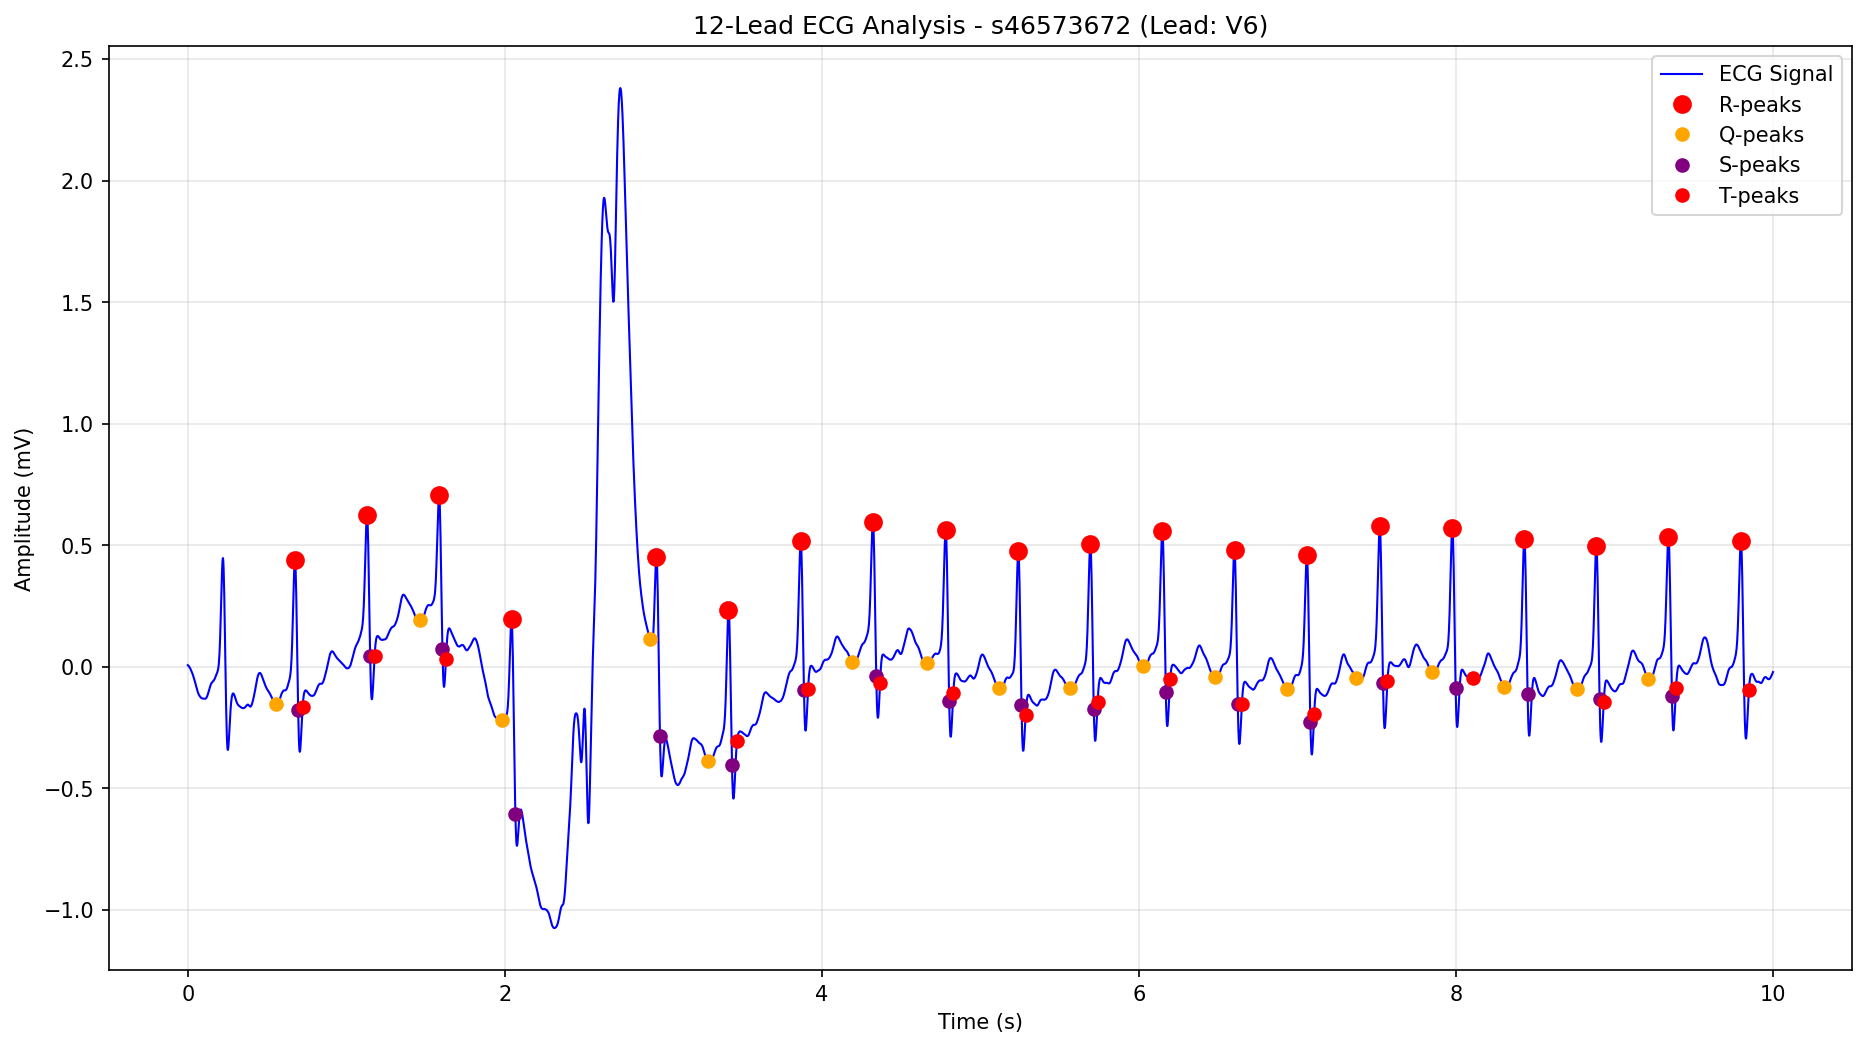 12-Lead ECG Analysis - s46573672 (Lead: V6)
ECG Signal
R-peaks
Q-peaks
S-peaks
T-peaks
Amplitude (mV)
2.5
2.0
1.5
1.0
0.5
0.0
−0.5
−1.0
0 2 4 6 8 10
Time (s)